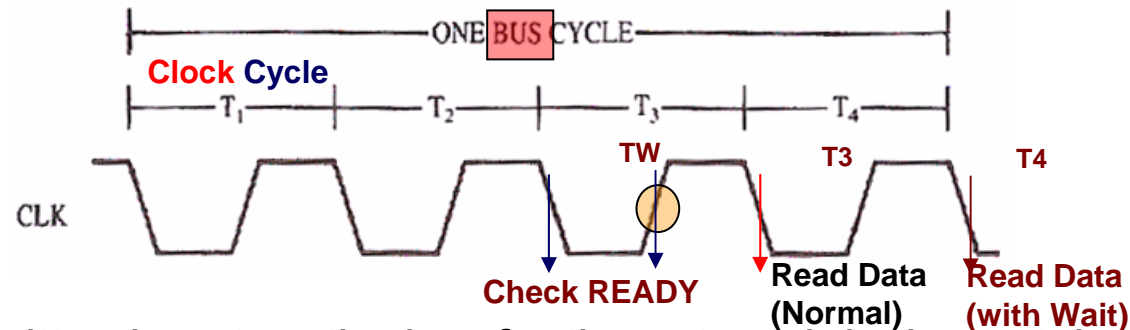 ONE BUS CYCLE
Clock Cycle
T₁ T₂ T₃ T₄
TW T3 T4
CLK
Check READY
Read Data
(Normal)
Read Data
(with Wait)